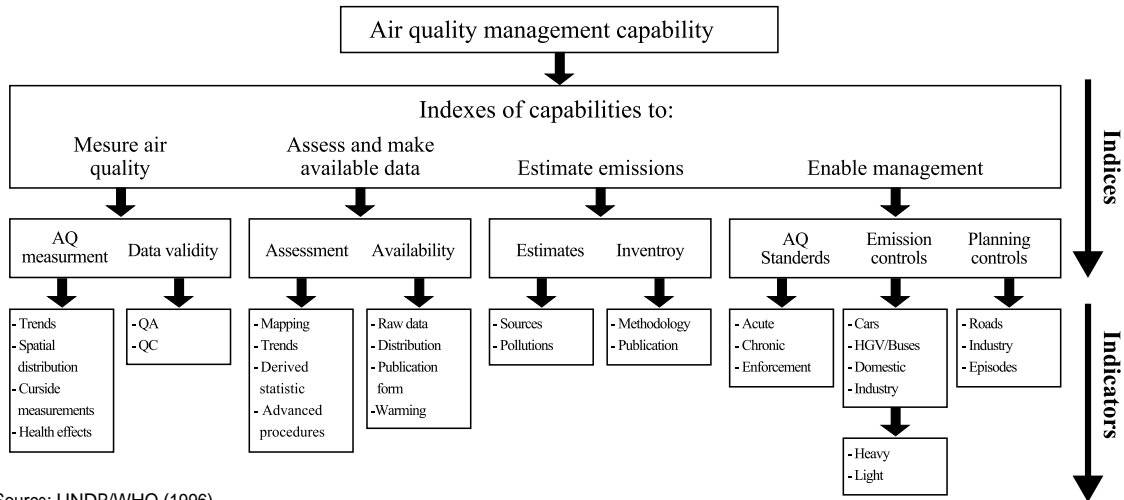 Air quality management capability
Indexes of capabilities to:
Mesure air
quality
Assess and make
available data
Estimate emissions
Enable management
Indices
AQ
measurment
Data validity
Assessment
Availability
Estimates
Inventroy
AQ
Standerds
Emission
controls
Planning
controls
- Trends
- Spatial
distribution
- Curside
measurements
- Health effects
- QA
- QC
- Mapping
- Trends
- Derived
statistic
- Advanced
procedures
- Raw data
- Distribution
- Publication
form
- Warming
- Sources
- Pollutions
- Methodology
- Publication
- Acute
- Chronic
- Enforcement
- Cars
- HGV/Buses
- Domestic
- Industry
- Roads
- Industry
- Episodes
Indicators
- Heavy
- Light
Source: UNDP/WHO (1996)